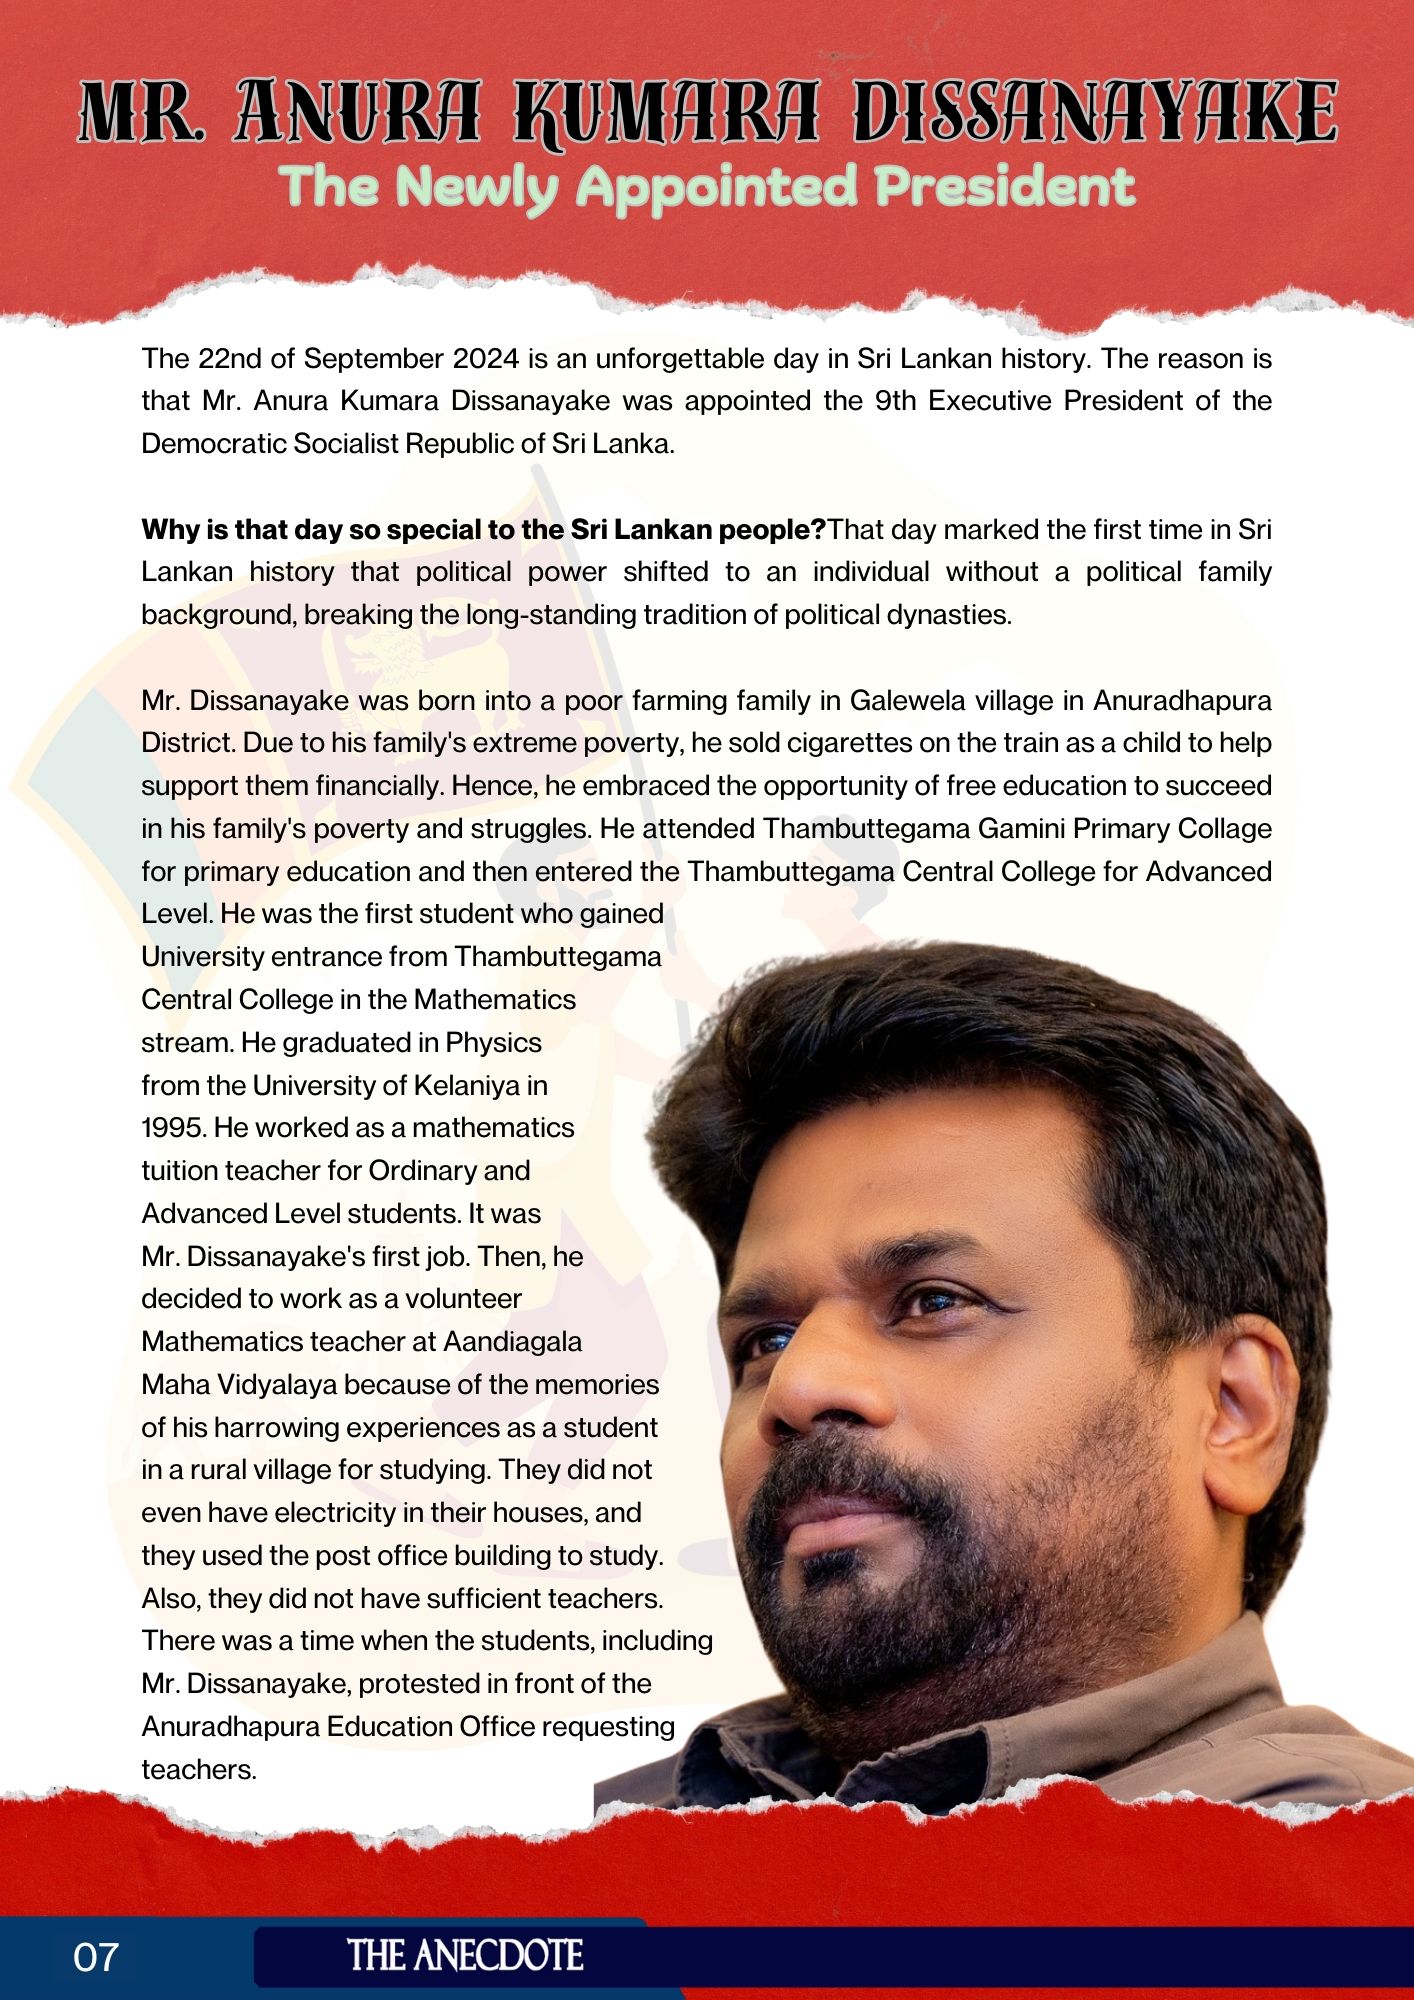 MR. ANURA KUMARA DISSANAYAKE
The Newly Appointed President
The 22nd of September 2024 is an unforgettable day in Sri Lankan history. The reason is
that Mr. Anura Kumara Dissanayake was appointed the 9th Executive President of the
Democratic Socialist Republic of Sri Lanka.
Why is that day so special to the Sri Lankan people?That day marked the first time in Sri
Lankan history that political power shifted to an individual without a political family
background, breaking the long-standing tradition of political dynasties.
Mr. Dissanayake was born into a poor farming family in Galewela village in Anuradhapura
District. Due to his family's extreme poverty, he sold cigarettes on the train as a child to help
support them financially. Hence, he embraced the opportunity of free education to succeed
in his family's poverty and struggles. He attended Thambuttegama Gamini Primary Collage
for primary education and then entered the Thambuttegama Central College for Advanced
Level. He was the first student who gained
University entrance from Thambuttegama
Central College in the Mathematics
stream. He graduated in Physics
from the University of Kelaniya in
1995. He worked as a mathematics
tuition teacher for Ordinary and
Advanced Level students. It was
Mr. Dissanayake's first job. Then, he
decided to work as a volunteer
Mathematics teacher at Aandiagala
Maha Vidyalaya because of the memories
of his harrowing experiences as a student
in a rural village for studying. They did not
even have electricity in their houses, and
they used the post office building to study.
Also, they did not have sufficient teachers.
There was a time when the students, including
Mr. Dissanayake, protested in front of the
Anuradhapura Education Office requesting
teachers.
07
THE ANECDOTE